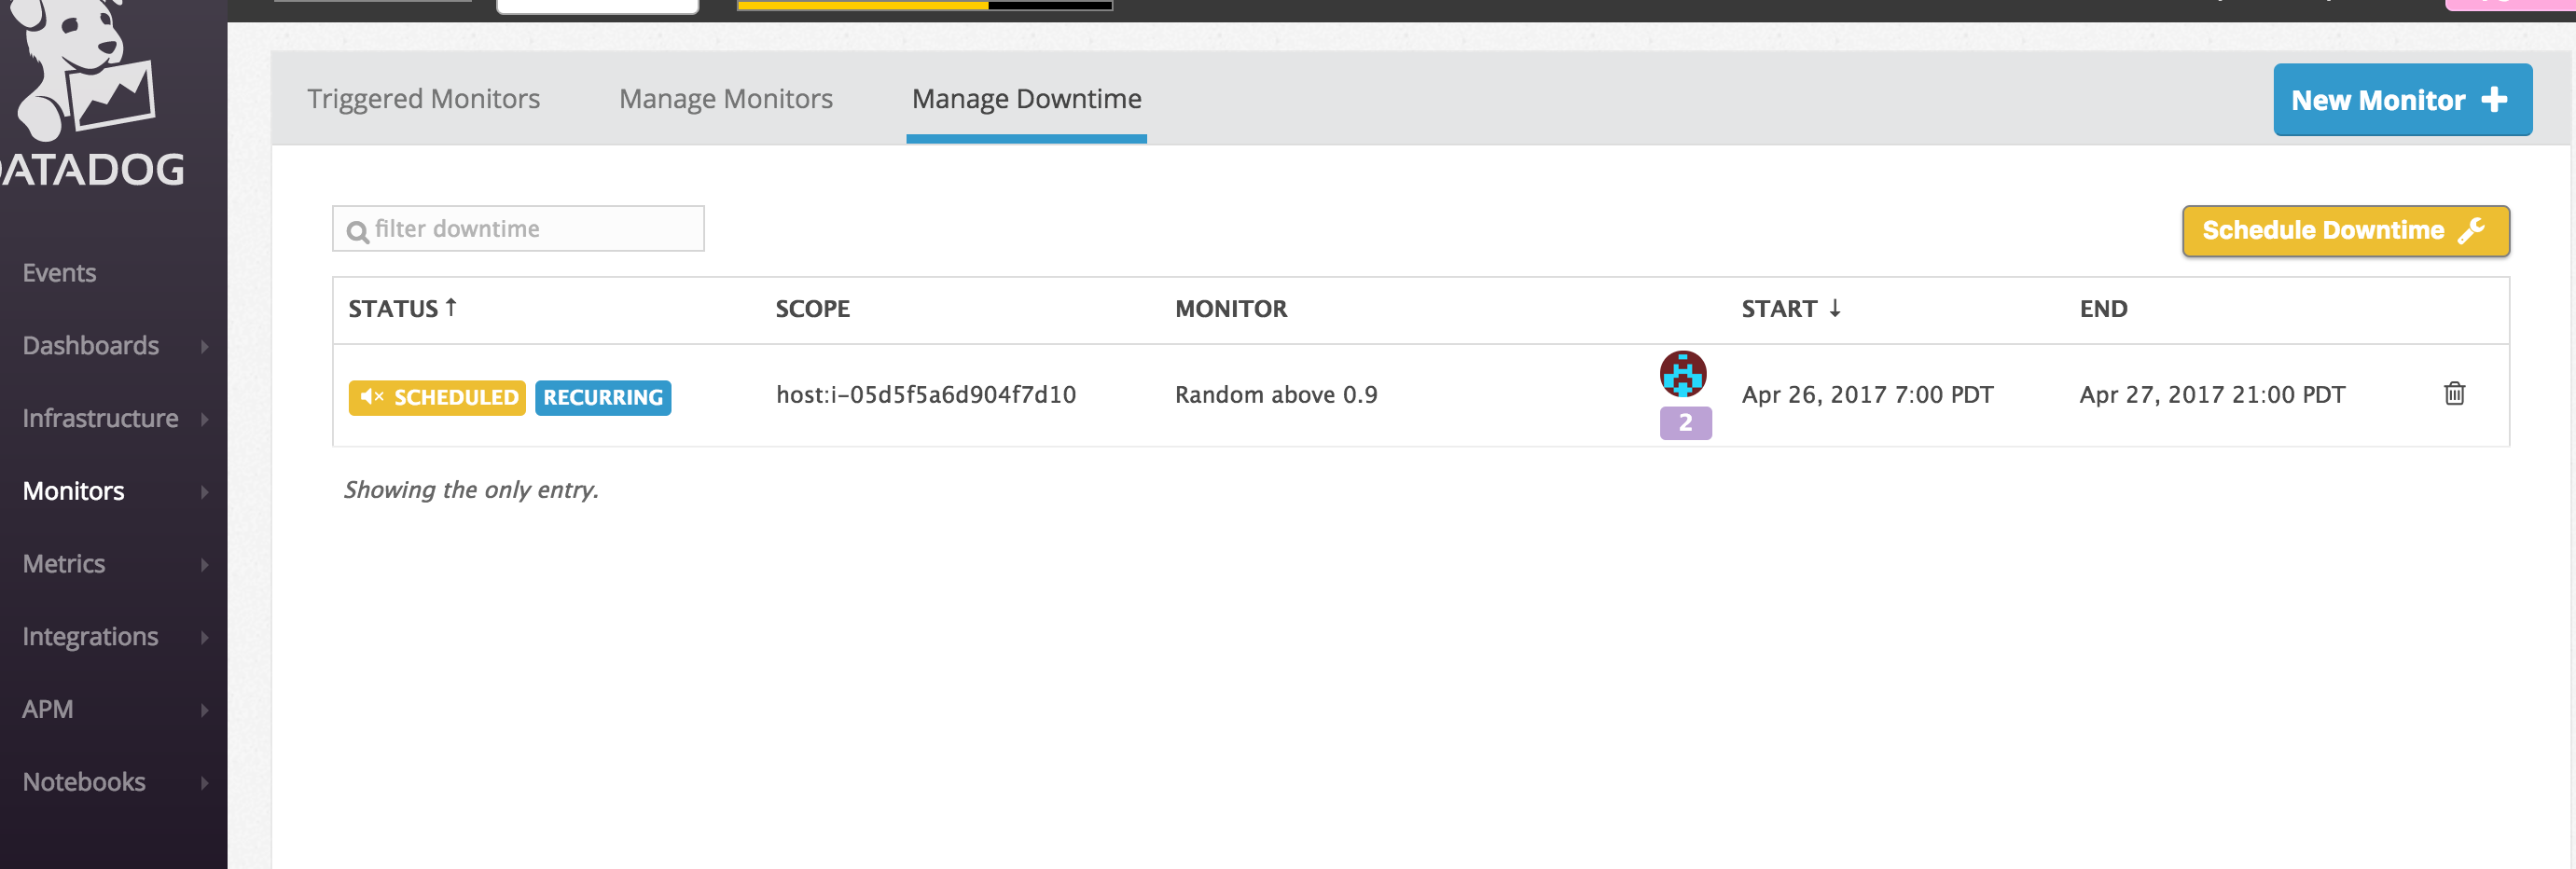 DATADOG
Events
Dashboards
Infrastructure
Monitors
Metrics
Integrations
APM
Notebooks
Triggered Monitors Manage Monitors Manage Downtime New Monitor +
filter downtime Schedule Downtime
STATUS ↑ SCOPE MONITOR START ↓ END
SCHEDULED RECURRING host:i-05d5f5a6d904f7d10 Random above 0.9 2 Apr 26, 2017 7:00 PDT Apr 27, 2017 21:00 PDT
Showing the only entry.